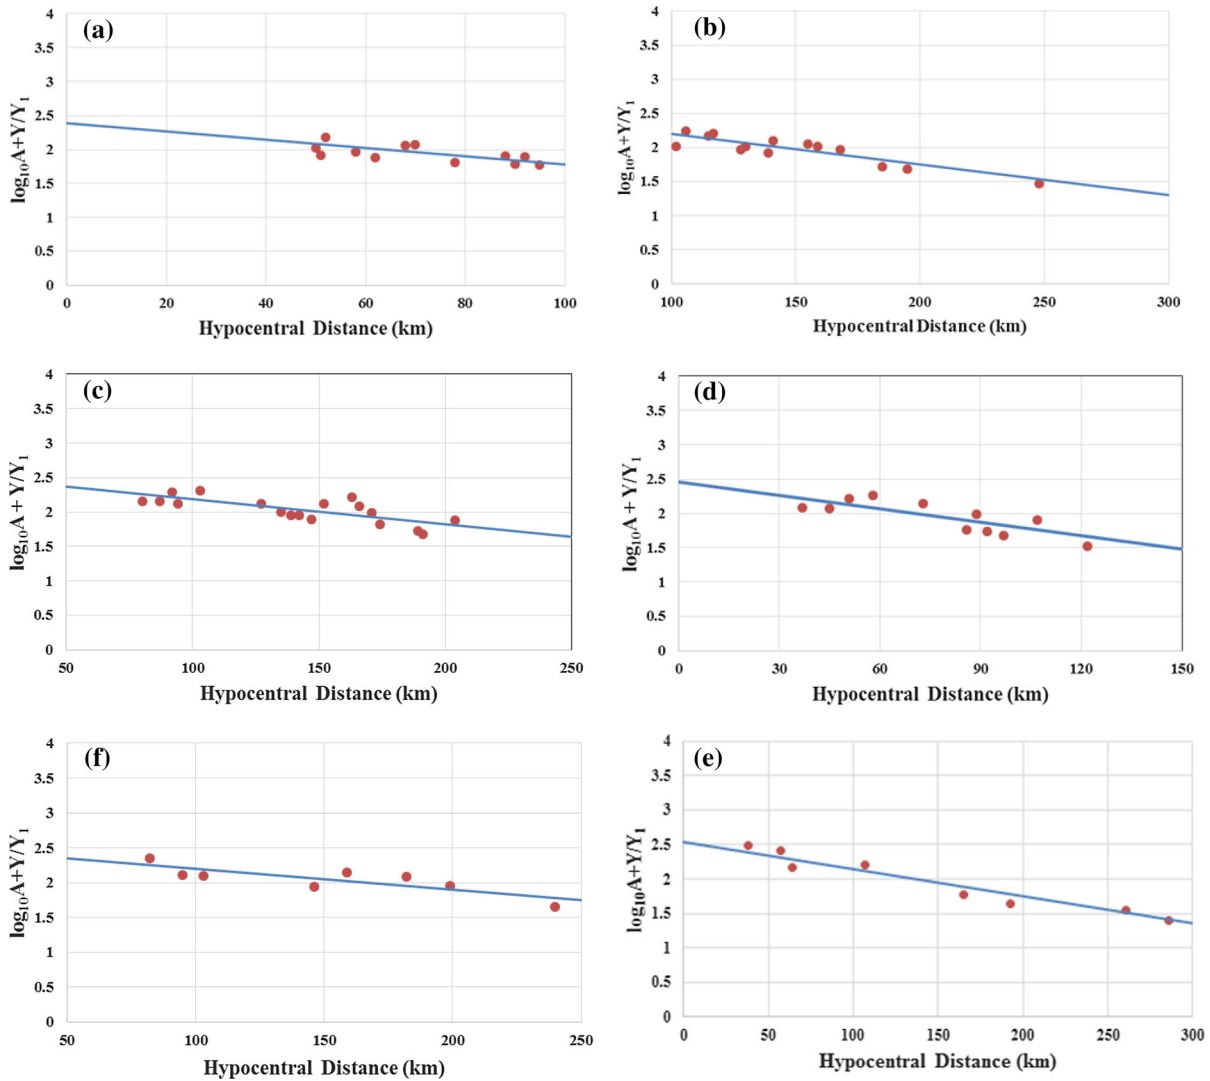 (a)
4
3.5
3
2.5
2
1.5
1
0.5
0
log₁₀A+Y/Y₁
0 20 40 60 80 100
Hypocentral Distance (km)
(b)
4
3.5
3
2.5
2
1.5
1
0.5
0
log₁₀A+Y/Y₁
100 150 200 250 300
Hypocentral Distance (km)
(c)
4
3.5
3
2.5
2
1.5
1
0.5
0
log₁₀A + Y/Y₁
50 100 150 200 250
Hypocentral Distance (km)
(d)
4
3.5
3
2.5
2
1.5
1
0.5
0
log₁₀A + Y/Y₁
0 30 60 90 120 150
Hypocentral Distance (km)
(f)
4
3.5
3
2.5
2
1.5
1
0.5
0
log₁₀A+Y/Y₁
50 100 150 200 250
Hypocentral Distance (km)
(e)
4
3.5
3
2.5
2
1.5
1
0.5
0
log₁₀A+Y/Y₁
0 50 100 150 200 250 300
Hypocentral Distance (km)